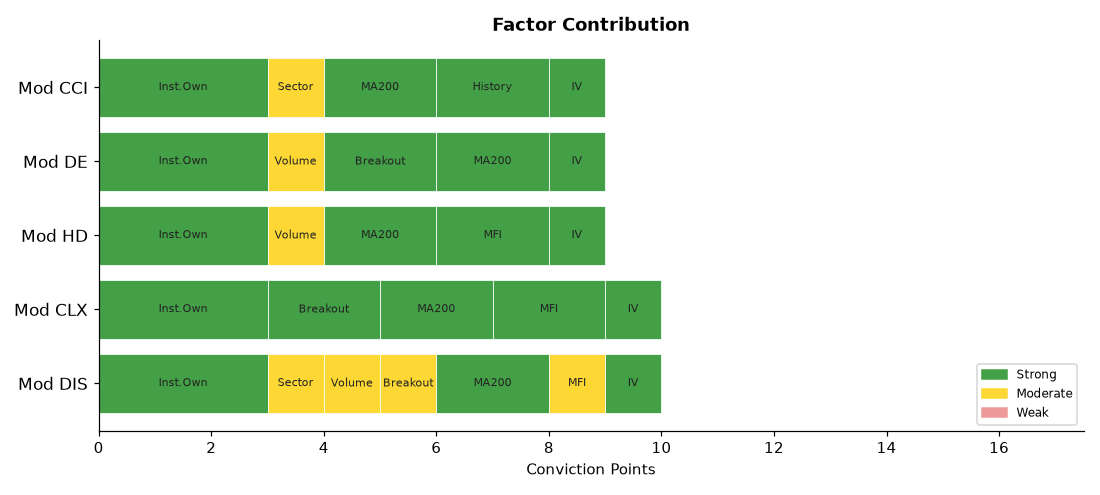 Factor Contribution
Mod CCI Inst.Own Sector MA200 History IV
Mod DE Inst.Own Volume Breakout MA200 IV
Mod HD Inst.Own Volume MA200 MFI IV
Mod CLX Inst.Own Breakout MA200 MFI IV
Mod DIS Inst.Own Sector Volume Breakout MA200 MFI IV
Strong
Moderate
Weak
0 2 4 6 8 10 12 14 16
Conviction Points